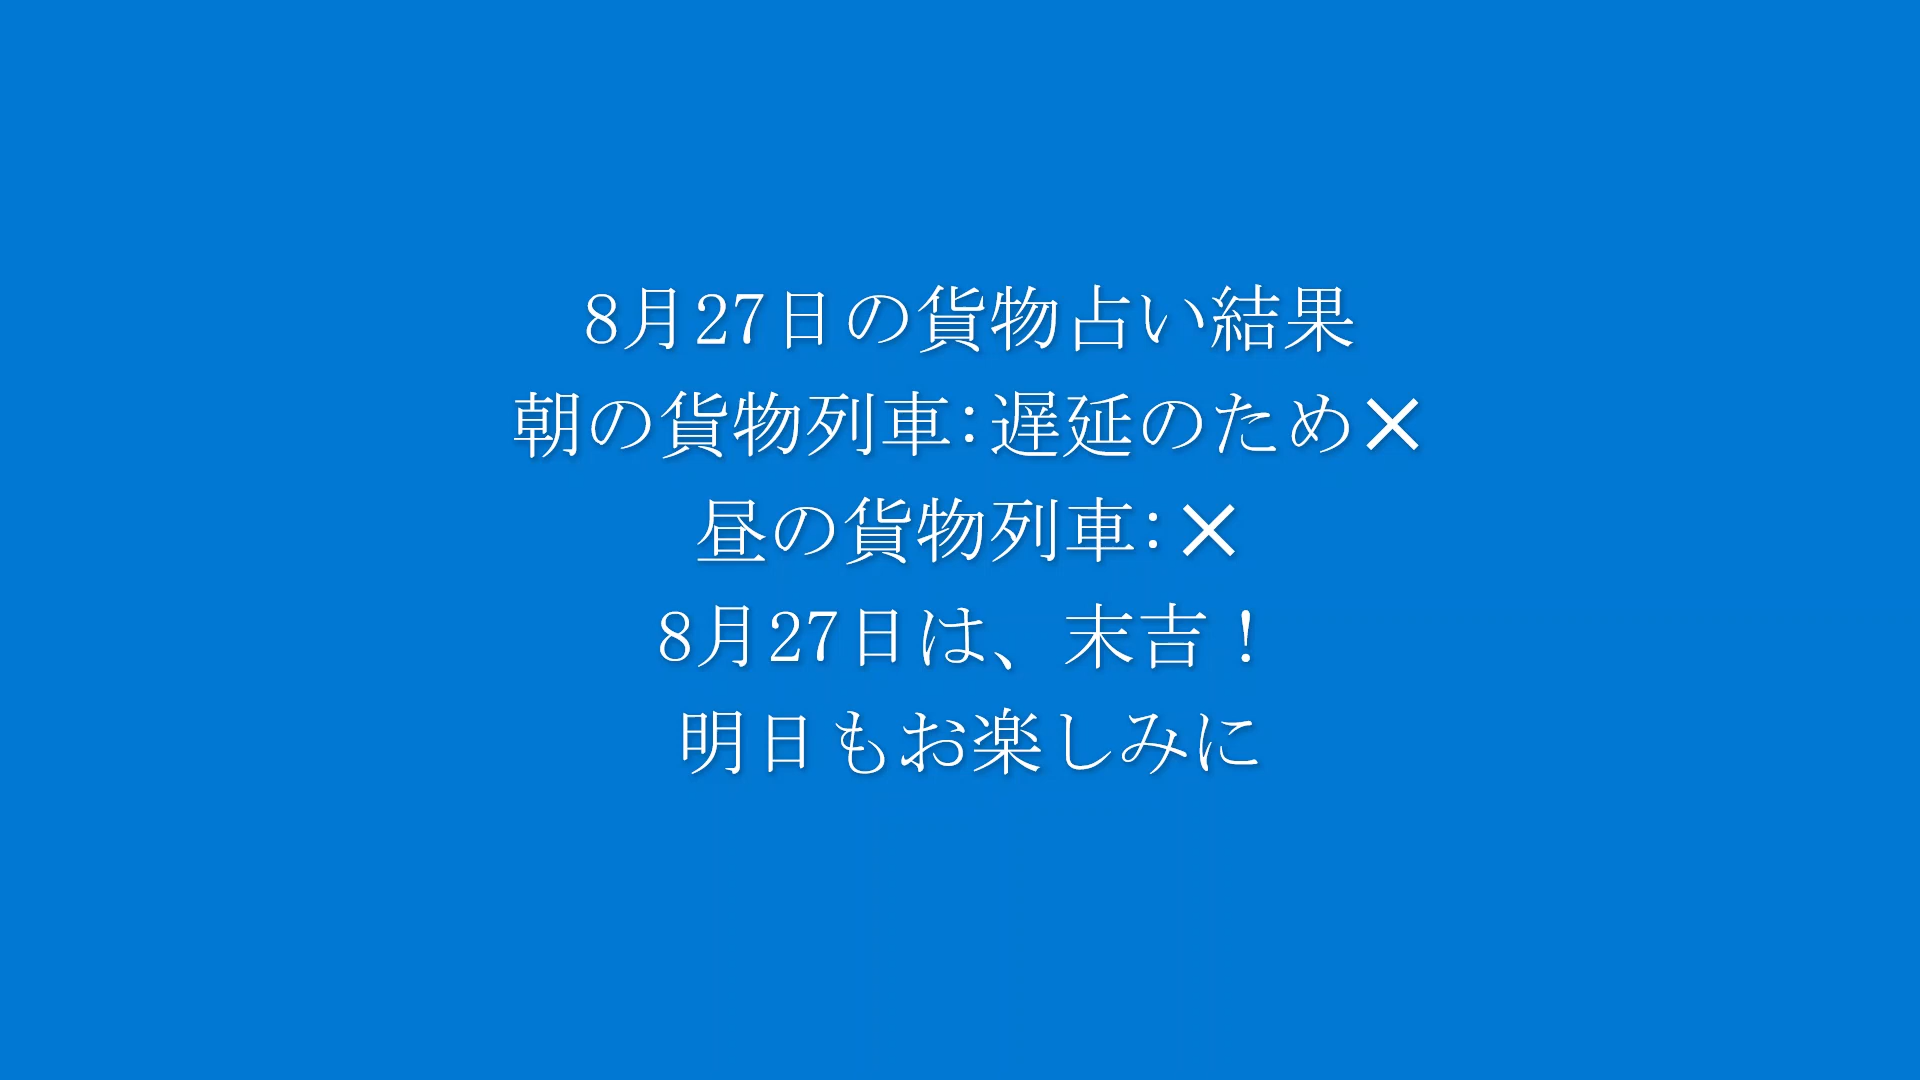 8月27日の貨物占い結果
朝の貨物列車:遅延のため✕
昼の貨物列車:✕
8月27日は、末吉！
明日もお楽しみに